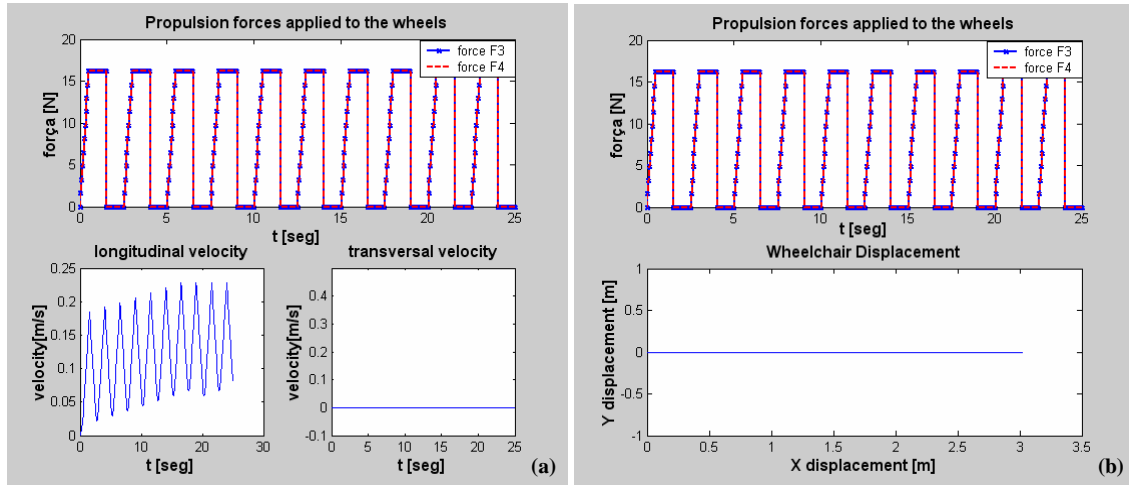 Propulsion forces applied to the wheels
20
15
10
5
0
força [N]
force F3
force F4
0 5 10 15 20 25
t [seg]
longitudinal velocity
0.25
0.2
0.15
0.1
0.05
0
velocity[m/s]
0 10 20 30
t [seg]
transversal velocity
0.4
0.3
0.2
0.1
0
-0.1
velocity[m/s]
0 5 10 15 20 25
t [seg]
(a)
Propulsion forces applied to the wheels
20
15
10
5
0
força [N]
force F3
force F4
0 5 10 15 20 25
t [seg]
Wheelchair Displacement
1
0.5
0
-0.5
-1
Y displacement [m]
0 0.5 1 1.5 2 2.5 3 3.5
X displacement [m]
(b)